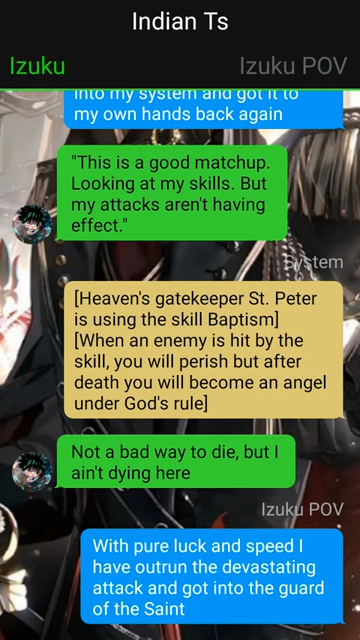 Indian Ts
Izuku Izuku POV
into my system and got it to
my own hands back again
"This is a good matchup.
Looking at my skills. But
my attacks aren't having
effect."
System
[Heaven's gatekeeper St. Peter
is using the skill Baptism]
[When an enemy is hit by the
skill, you will perish but after
death you will become an angel
under God's rule]
Not a bad way to die, but I
ain't dying here
Izuku POV
With pure luck and speed I
have outrun the devastating
attack and got into the guard
of the Saint